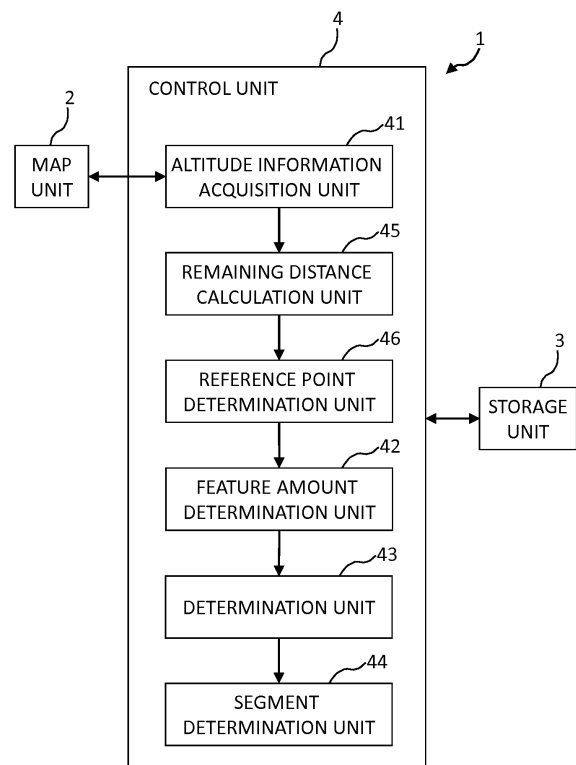 4
1
CONTROL UNIT
2
41
MAP
UNIT
ALTITUDE INFORMATION
ACQUISITION UNIT
45
REMAINING DISTANCE
CALCULATION UNIT
46
REFERENCE POINT
DETERMINATION UNIT
3
STORAGE
UNIT
42
FEATURE AMOUNT
DETERMINATION UNIT
43
DETERMINATION UNIT
44
SEGMENT
DETERMINATION UNIT